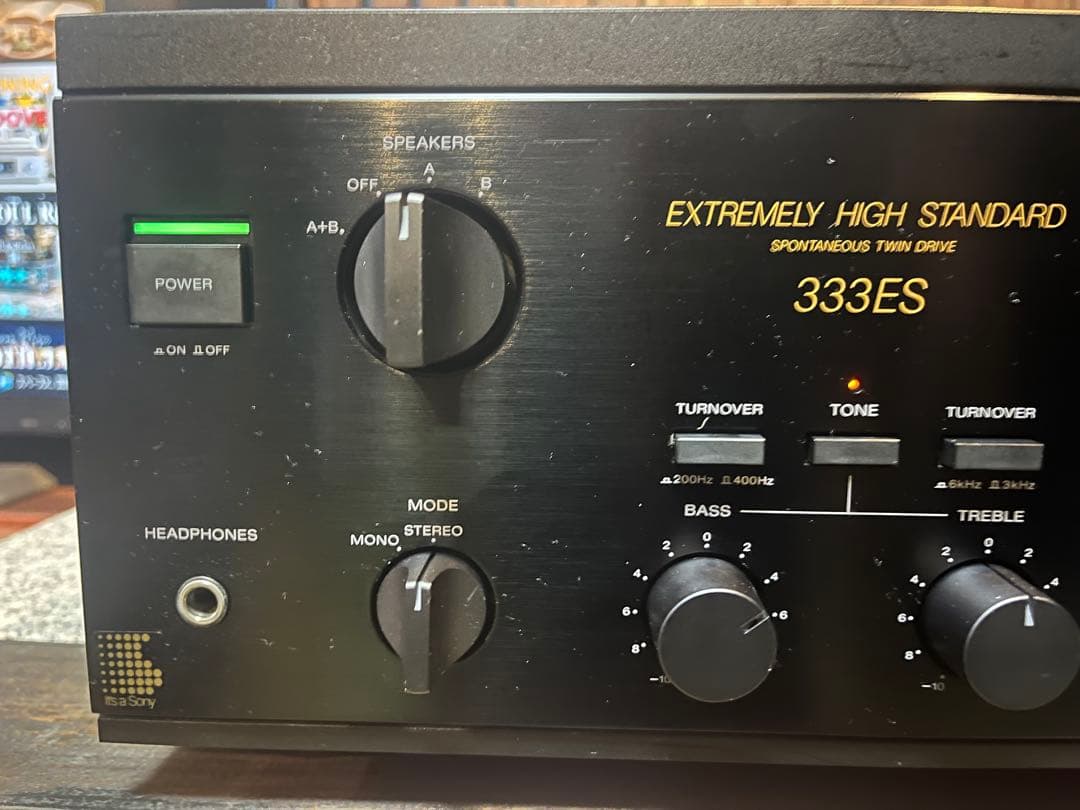 SPEAKERS
OFF A B
A+B
POWER
ON OFF
EXTREMELY HIGH STANDARD
SPONTANEOUS TWIN DRIVE
333ES
TURNOVER TONE TURNOVER
200Hz 400Hz 6kHz 3kHz
BASS TREBLE
MODE
MONO STEREO
HEADPHONES
2 0 2
4 4
6 6
8
-10
2 0 2
4 4
6
8
-10
It's a Sony